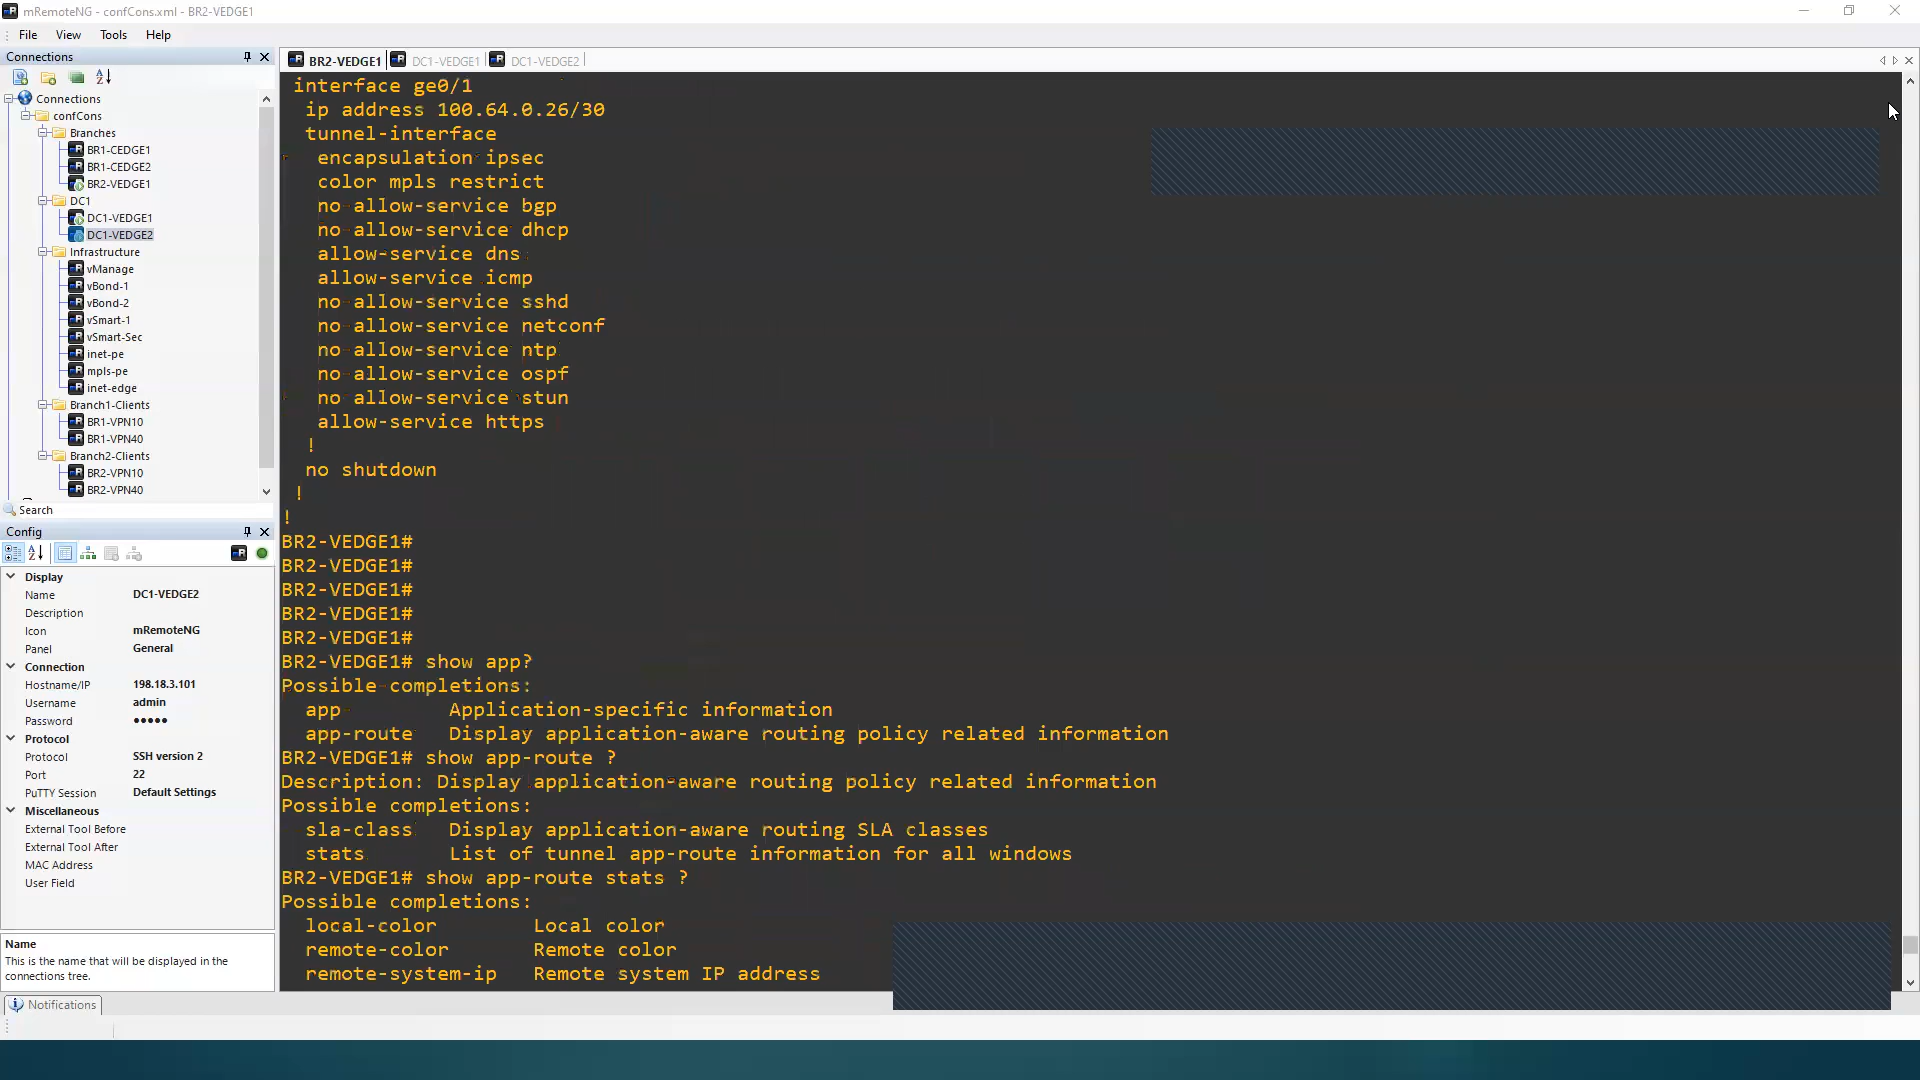 mRemoteNG - confCons.xml - BR2-VEDGE1
File View Tools Help
Connections
Connections
confCons
Branches
BR1-CEDGE1
BR1-CEDGE2
BR2-VEDGE1
DC1
DC1-VEDGE1
DC1-VEDGE2
Infrastructure
vManage
vBond-1
vBond-2
vSmart-1
vSmart-Sec
inet-pe
mpls-pe
inet-edge
Branch1-Clients
BR1-VPN10
BR1-VPN40
Branch2-Clients
BR2-VPN10
BR2-VPN40
Search
Config
Display
Name DC1-VEDGE2
Description
Icon mRemoteNG
Panel General
Connection
Hostname/IP 198.18.3.101
Username admin
Password •••••
Protocol
Protocol SSH version 2
Port 22
PuTTY Session Default Settings
Miscellaneous
External Tool Before
External Tool After
MAC Address
User Field
Name
This is the name that will be displayed in the
connections tree.
Notifications
BR2-VEDGE1 DC1-VEDGE1 DC1-VEDGE2
interface ge0/1
ip address 100.64.0.26/30
tunnel-interface
encapsulation ipsec
color mpls restrict
no allow-service bgp
no allow-service dhcp
allow-service dns
allow-service icmp
no allow-service sshd
no allow-service netconf
no allow-service ntp
no allow-service ospf
no allow-service stun
allow-service https
!
no shutdown
!
!
BR2-VEDGE1#
BR2-VEDGE1#
BR2-VEDGE1#
BR2-VEDGE1#
BR2-VEDGE1#
BR2-VEDGE1# show app?
Possible completions:
app Application-specific information
app-route Display application-aware routing policy related information
BR2-VEDGE1# show app-route ?
Description: Display application-aware routing policy related information
Possible completions:
sla-class Display application-aware routing SLA classes
stats List of tunnel app-route information for all windows
BR2-VEDGE1# show app-route stats ?
Possible completions:
local-color Local color
remote-color Remote color
remote-system-ip Remote system IP address